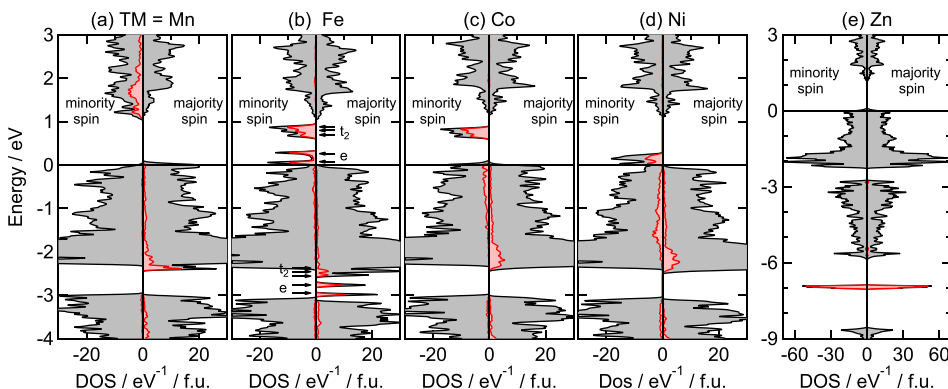 (a) TM = Mn
(b) Fe
(c) Co
(d) Ni
(e) Zn
Energy / eV
3
2
1
0
-1
-2
-3
-4
minority spin
majority spin
minority spin
majority spin
t2
e
t2
e
minority spin
majority spin
minority spin
majority spin
3
0
-3
-6
-9
minority spin
majority spin
-20 0 20
-20 0 20
-20 0 20
-20 0 20
-60 -30 0 30 60
DOS / eV⁻¹ / f.u.
DOS / eV⁻¹ / f.u.
DOS / eV⁻¹ / f.u.
Dos / eV⁻¹ / f.u.
DOS / eV⁻¹ / f.u.